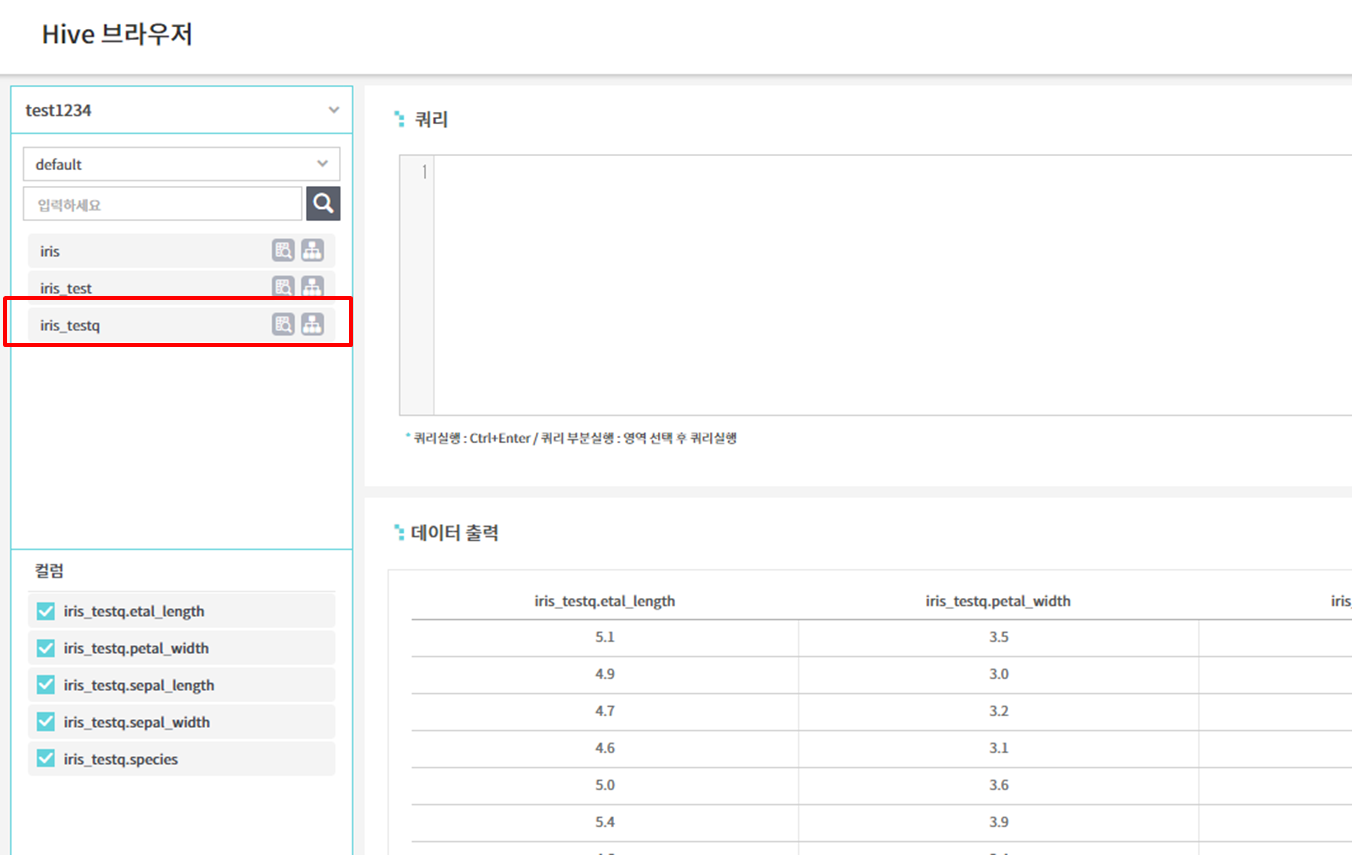 Hive 브라우저
test1234
default
입력하세요
iris
iris_test
iris_testq
컬럼
iris_testq.etal_length
iris_testq.petal_width
iris_testq.sepal_length
iris_testq.sepal_width
iris_testq.species
쿼리
1
* 쿼리실행 : Ctrl+Enter / 쿼리 부분실행 : 영역 선택 후 쿼리실행
데이터 출력
iris_testq.etal_length iris_testq.petal_width iris_
5.1 3.5
4.9 3.0
4.7 3.2
4.6 3.1
5.0 3.6
5.4 3.9